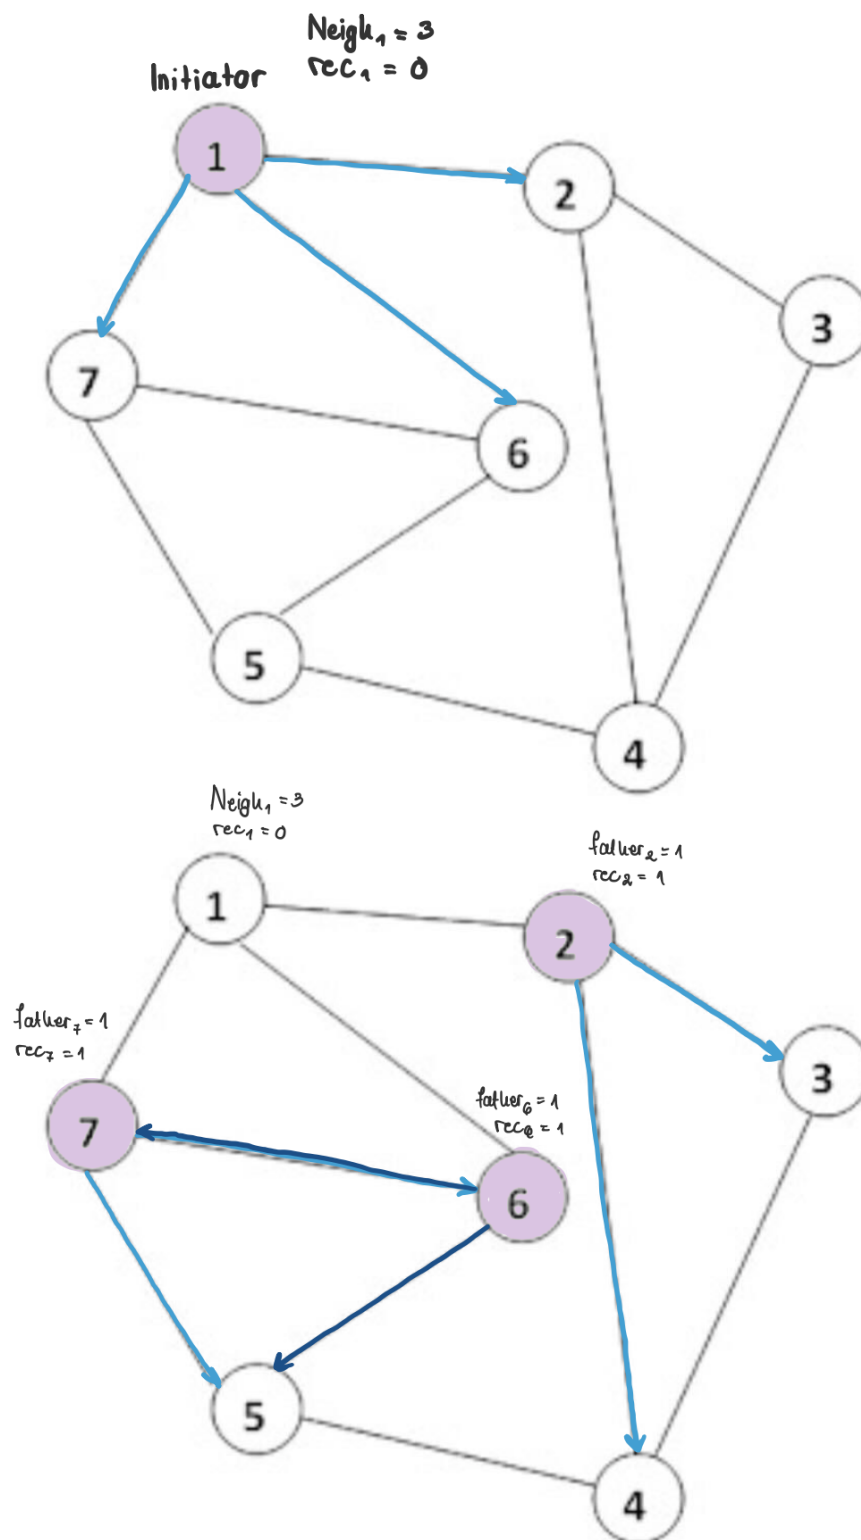 Neigh₁ = 3
rec₁ = 0
Initiator
1
2
3
7
6
5
4
Neigh₁ = 3
rec₁ = 0
father₂ = 1
rec₂ = 1
1
2
father₇ = 1
rec₇ = 1
3
father₆ = 1
rec₆ = 1
7
6
5
4